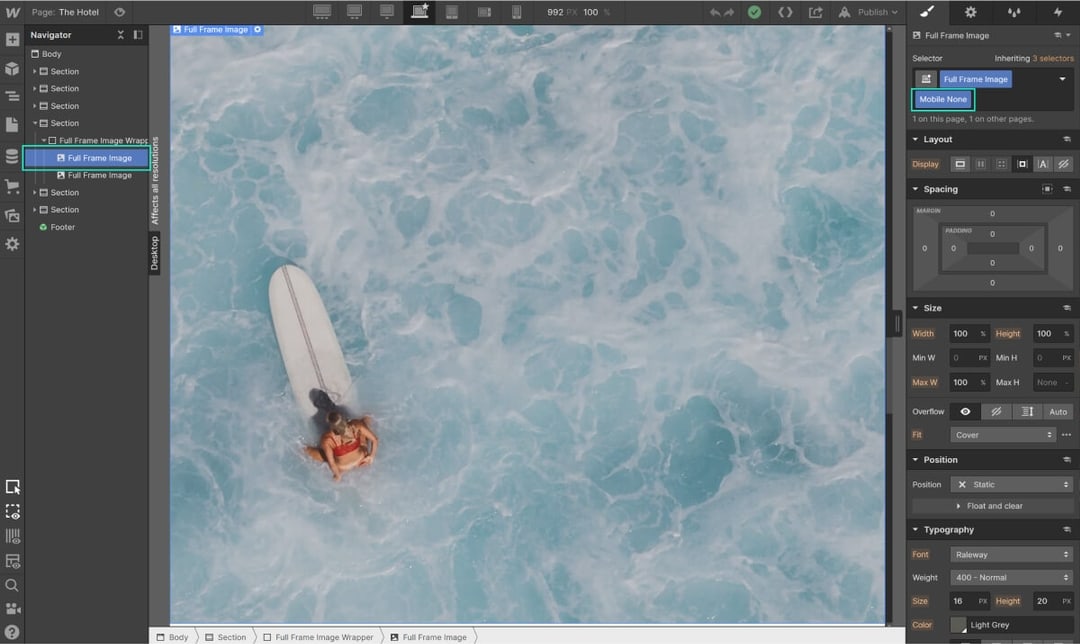 W Page: The Hotel
992 PX 100 %
Publish
Navigator
Body
Section
Section
Section
Section
Full Frame Image Wrapp
Full Frame Image
Full Frame Image
Section
Section
Footer
Affects all resolutions
Desktop
Full Frame Image
Full Frame Image
Selector Inheriting 3 selectors
Full Frame Image
Mobile None
1 on this page, 1 on other pages.
Layout
Display
A
Spacing
MARGIN
0
PADDING
0
0 0 0 0
0
0
Size
Width 100 % Height 100 %
Min W 0 PX Min H 0 PX
Max W 100 % Max H None -
Overflow Auto
Fit Cover
Position
Position Static
Float and clear
Typography
Font Raleway
Weight 400 - Normal
Size 16 PX Height 20 PX
Color Light Grey
Body Section Full Frame Image Wrapper Full Frame Image